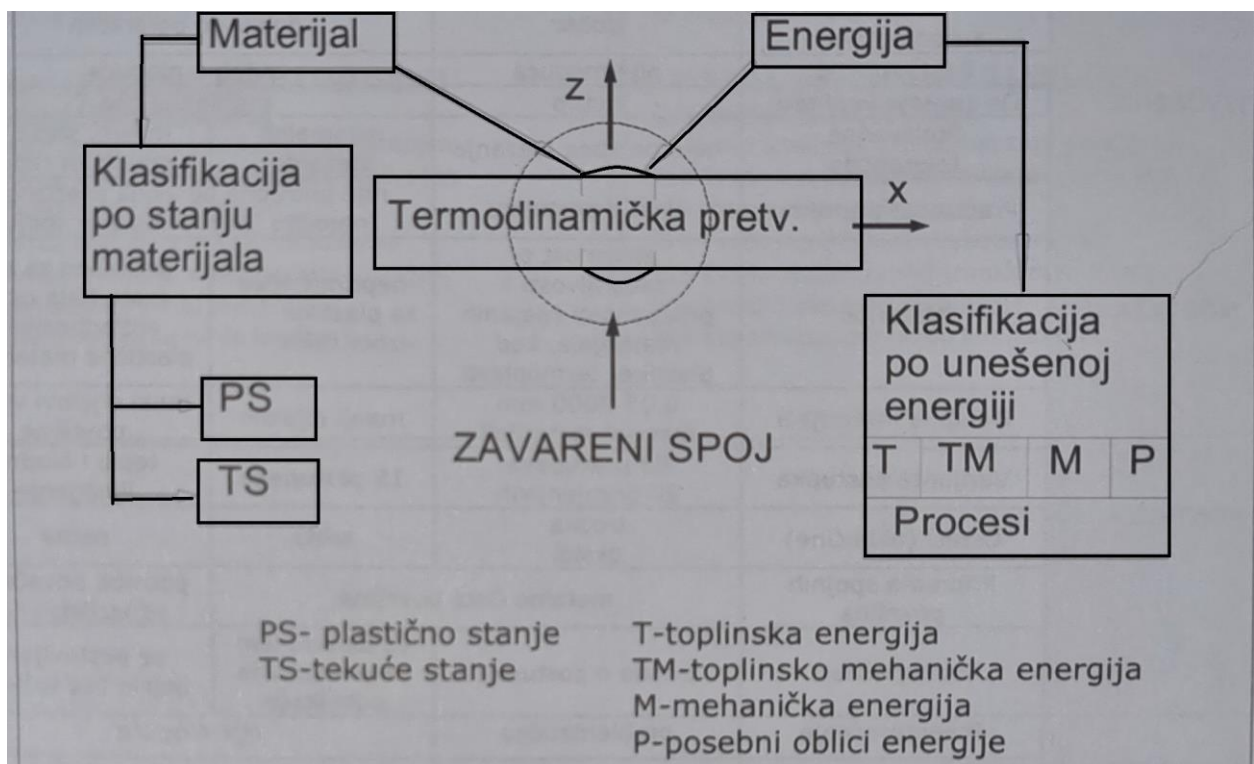 Materijal
Energija
z
Klasifikacija
po stanju
materijala
Termodinamička pretv.
x
Klasifikacija
po unešenoj
energiji
T TM M P
Procesi
PS
TS
ZAVARENI SPOJ
PS- plastično stanje
TS-tekuće stanje
T-toplinska energija
TM-toplinsko mehanička energija
M-mehanička energija
P-posebni oblici energije